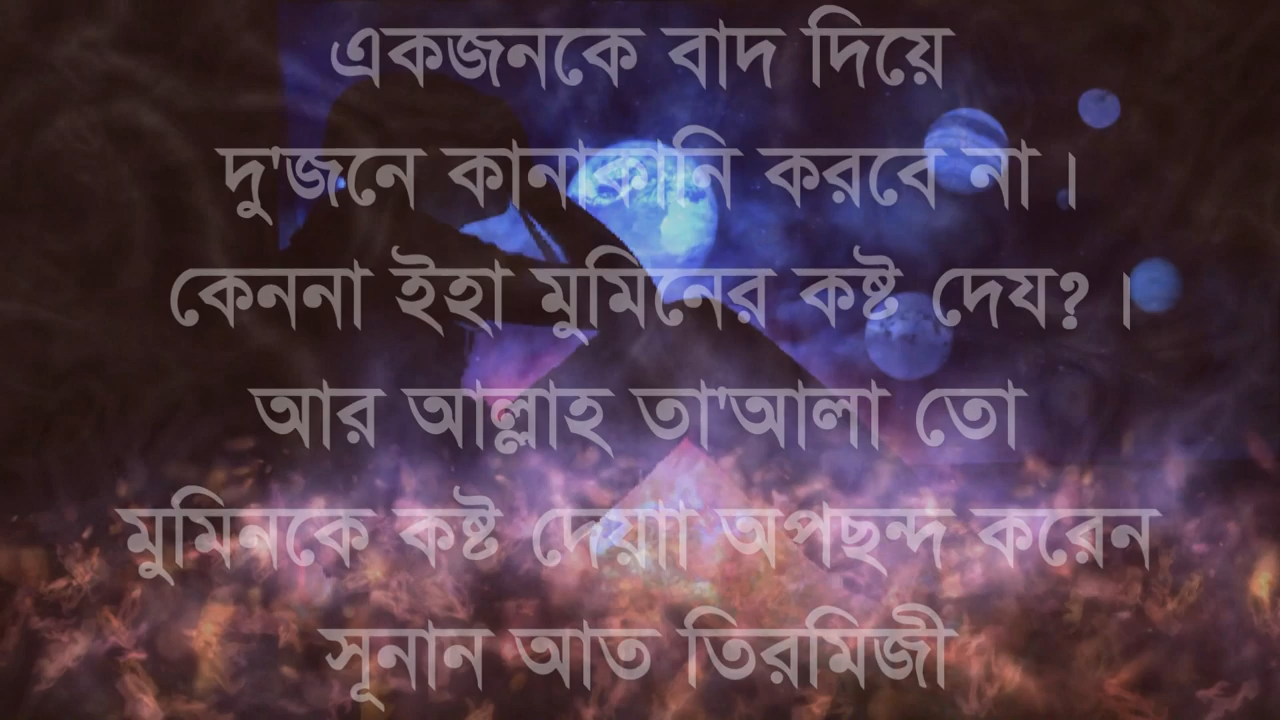 একজনকে বাদ দিয়ে
দু'জনে কানাকানি করবে না।
কেননা ইহা মুমিনের কষ্ট দেয?।
আর আল্লাহ তা'আলা তো
মুমিনকে কষ্ট দেয়াা অপছন্দ করেন
সূনান আত তিরমিজী